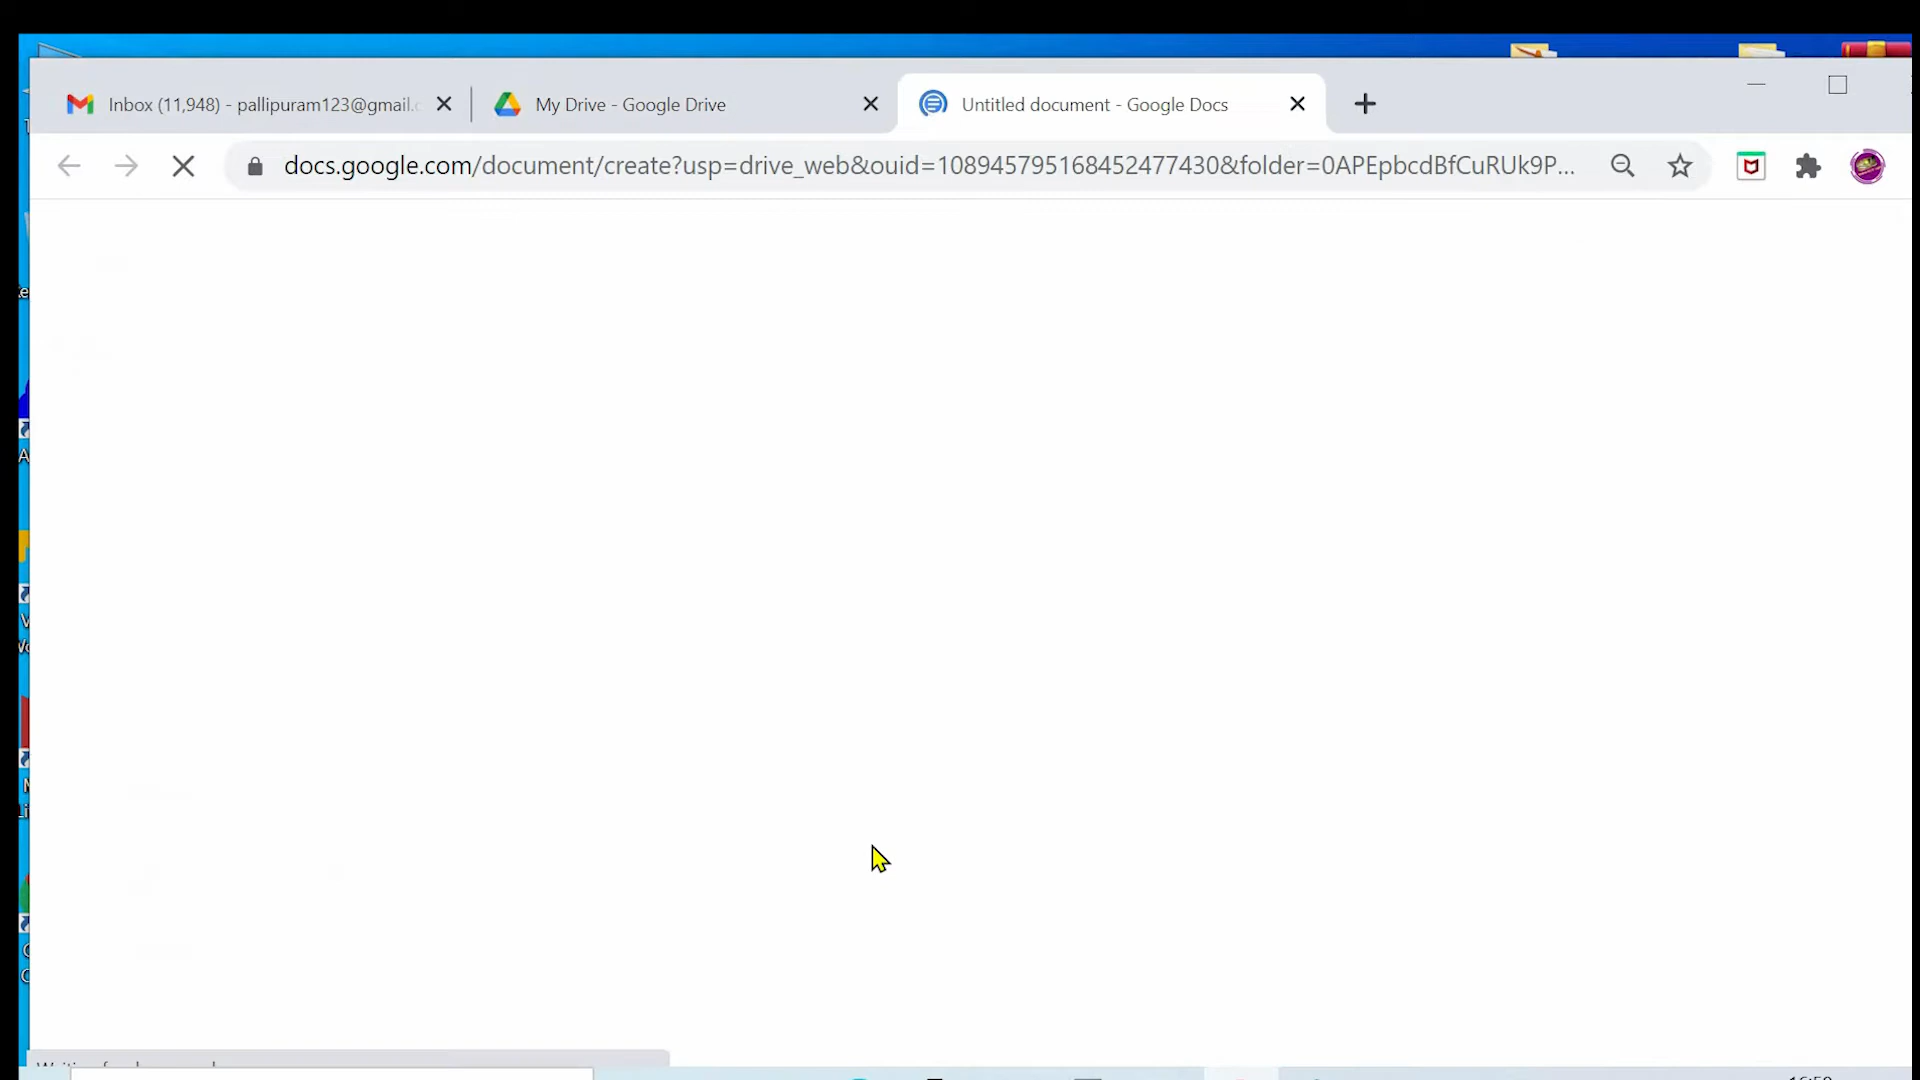 Inbox (11,948) - pallipuram123@gmail.c
My Drive - Google Drive
Untitled document - Google Docs
docs.google.com/document/create?usp=drive_web&ouid=108945795168452477430&folder=0APEpbcdBfCuRUk9P...